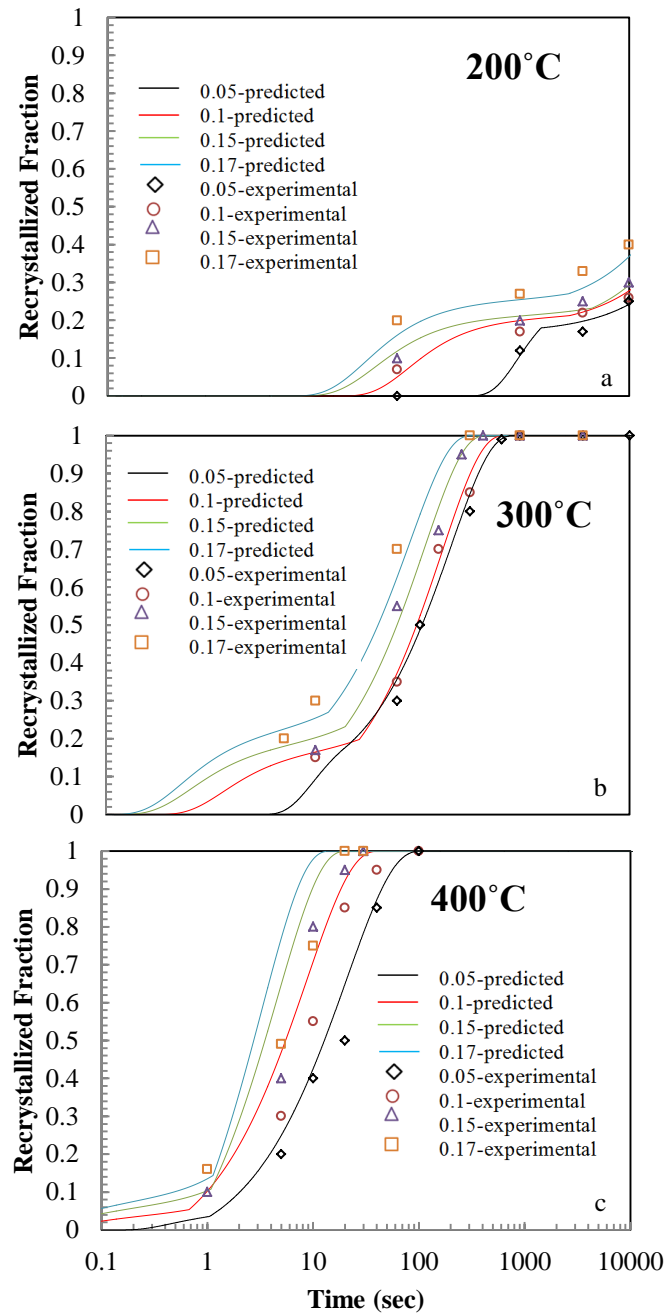 1
0.9
0.8
0.7
0.6
0.5
0.4
0.3
0.2
0.1
0
Recrystallized Fraction
200˚C
0.05-predicted
0.1-predicted
0.15-predicted
0.17-predicted
0.05-experimental
0.1-experimental
0.15-experimental
0.17-experimental
a
1
0.9
0.8
0.7
0.6
0.5
0.4
0.3
0.2
0.1
0
Recrystallized Fraction
300˚C
0.05-predicted
0.1-predicted
0.15-predicted
0.17-predicted
0.05-experimental
0.1-experimental
0.15-experimental
0.17-experimental
b
1
0.9
0.8
0.7
0.6
0.5
0.4
0.3
0.2
0.1
0
Recrystallized Fraction
400˚C
0.05-predicted
0.1-predicted
0.15-predicted
0.17-predicted
0.05-experimental
0.1-experimental
0.15-experimental
0.17-experimental
c
0.1 1 10 100 1000 10000
Time (sec)